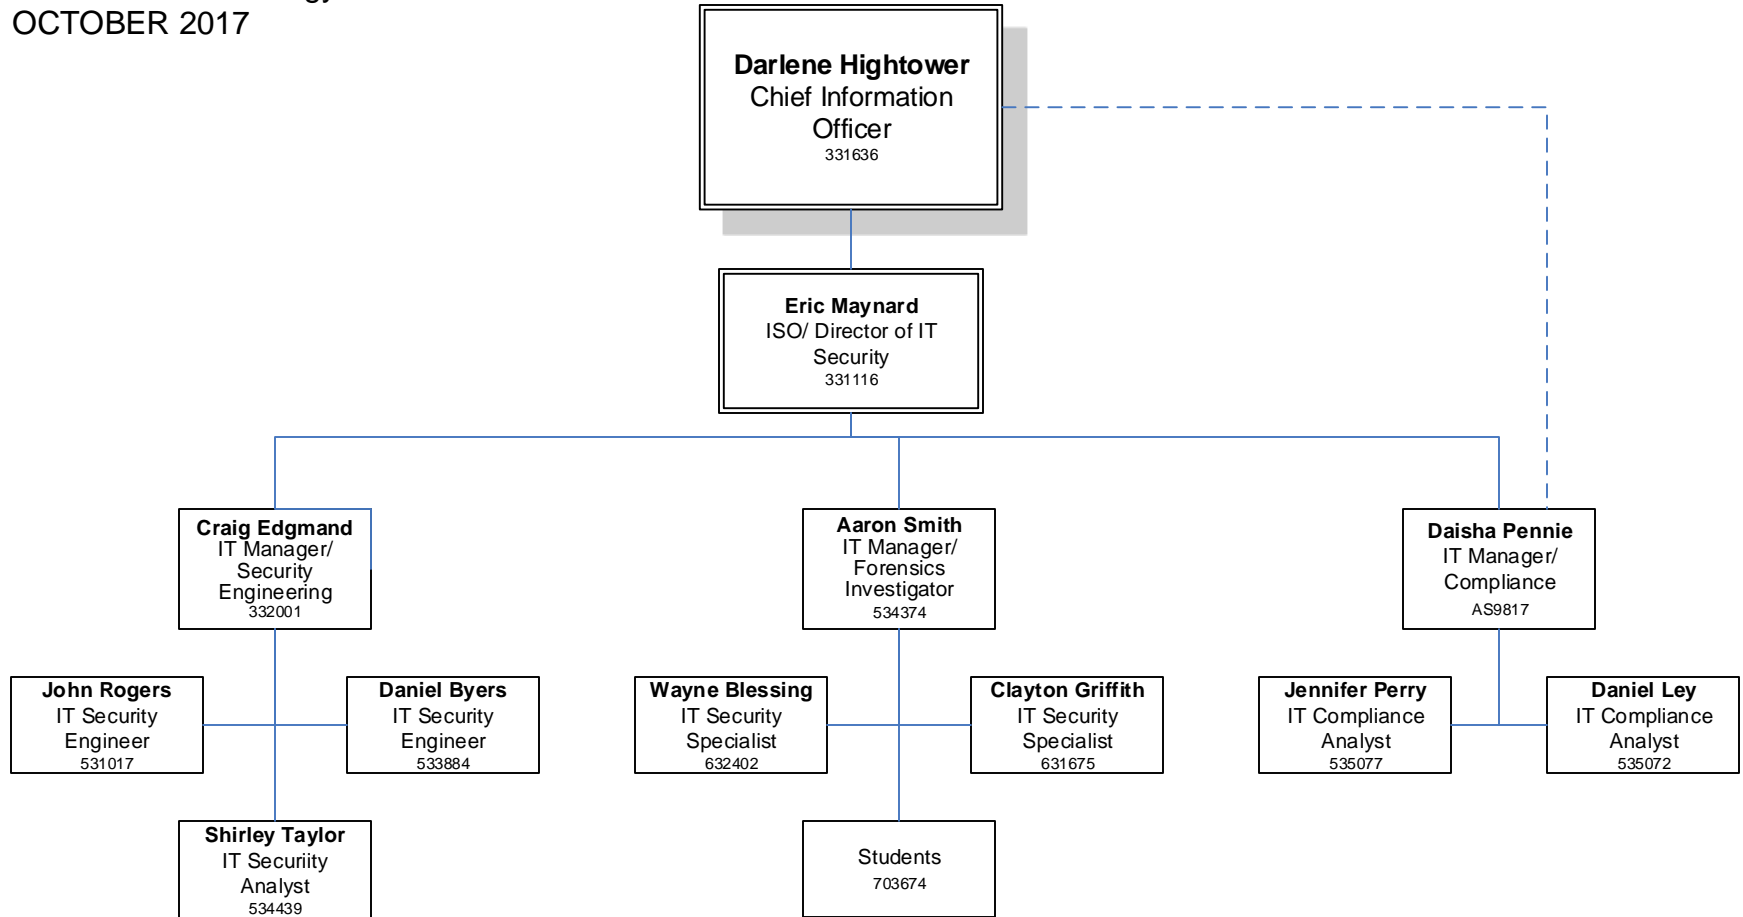 OCTOBER 2017
Darlene Hightower
Chief Information
Officer
331636
Eric Maynard
ISO/ Director of IT
Security
331116
Craig Edgmand
IT Manager/
Security
Engineering
332001
Aaron Smith
IT Manager/
Forensics
Investigator
534374
Daisha Pennie
IT Manager/
Compliance
AS9817
John Rogers
IT Security
Engineer
531017
Daniel Byers
IT Security
Engineer
533884
Wayne Blessing
IT Security
Specialist
632402
Clayton Griffith
IT Security
Specialist
631675
Jennifer Perry
IT Compliance
Analyst
535077
Daniel Ley
IT Compliance
Analyst
535072
Shirley Taylor
IT Securiity
Analyst
534439
Students
703674